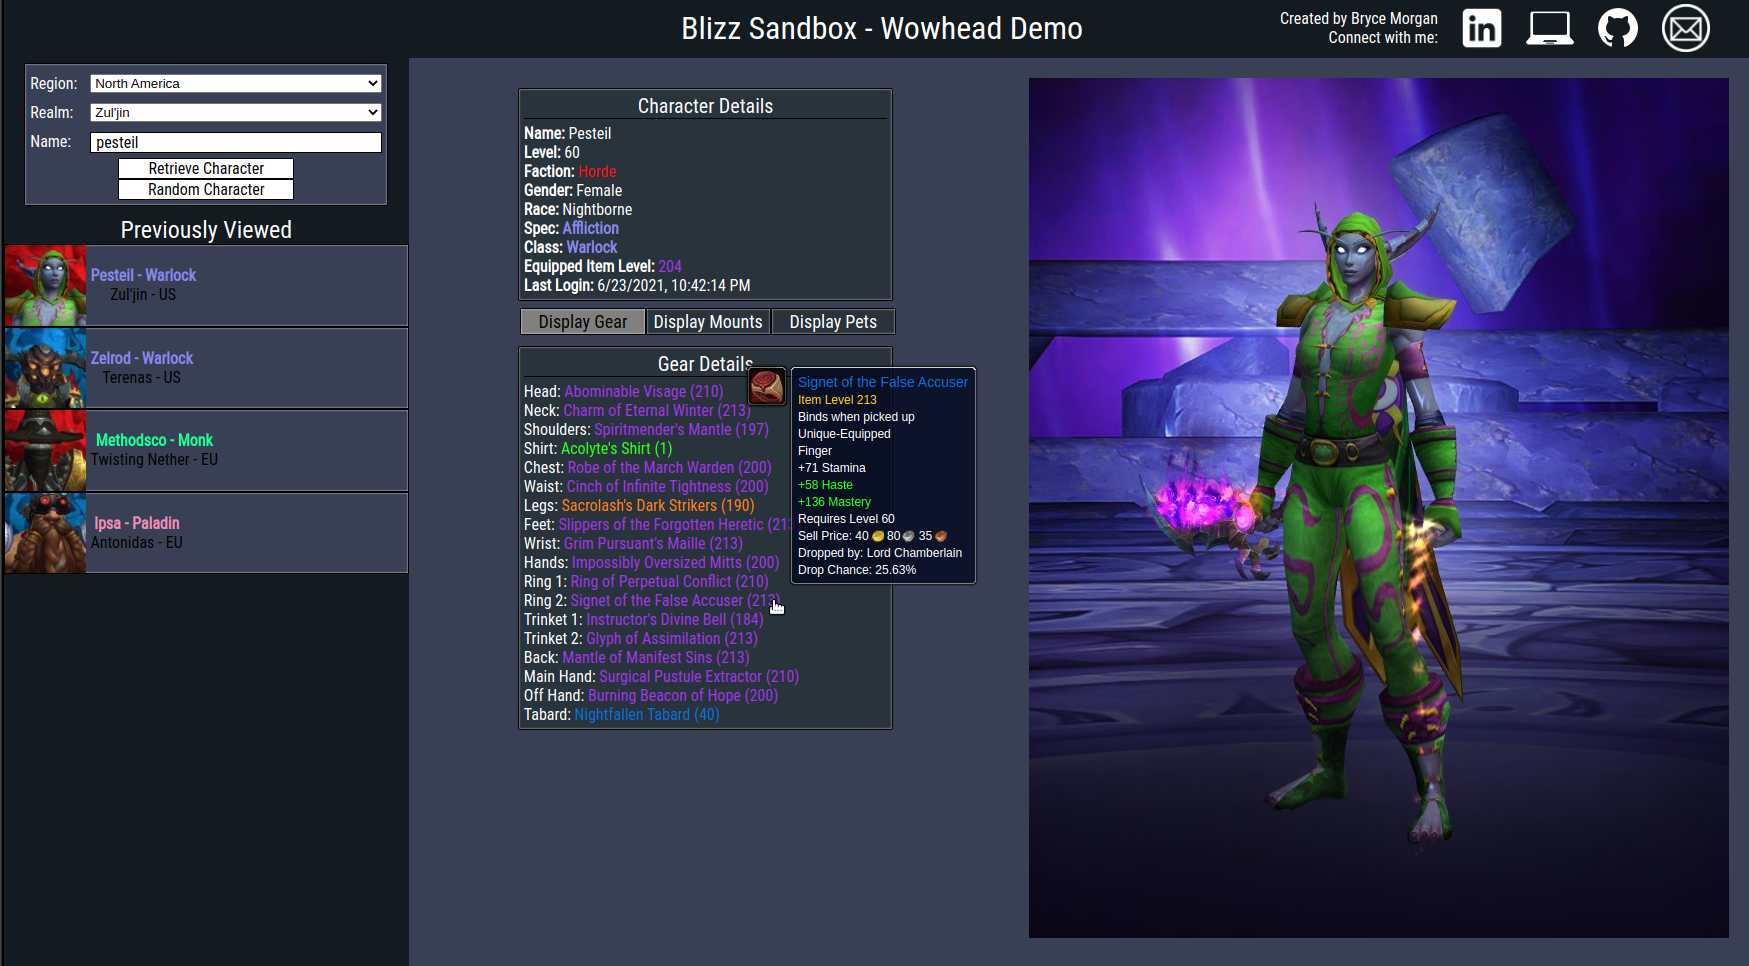 Blizz Sandbox - Wowhead Demo
Created by Bryce Morgan
Connect with me:
in
Region: North America
Realm: Zul'jin
Name: pesteil
Retrieve Character
Random Character
Previously Viewed
Pesteil - Warlock
Zul'jin - US
Zelrod - Warlock
Terenas - US
Methodsco - Monk
Twisting Nether - EU
Ipsa - Paladin
Antonidas - EU
Character Details
Name: Pesteil
Level: 60
Faction: Horde
Gender: Female
Race: Nightborne
Spec: Affliction
Class: Warlock
Equipped Item Level: 204
Last Login: 6/23/2021, 10:42:14 PM
Display Gear Display Mounts Display Pets
Gear Details
Head: Abominable Visage (210)
Neck: Charm of Eternal Winter (213)
Shoulders: Spiritmender's Mantle (197)
Shirt: Acolyte's Shirt (1)
Chest: Robe of the March Warden (200)
Waist: Cinch of Infinite Tightness (200)
Legs: Sacrolash's Dark Strikers (190)
Feet: Slippers of the Forgotten Heretic (213
Wrist: Grim Pursuant's Maille (213)
Hands: Impossibly Oversized Mitts (200)
Ring 1: Ring of Perpetual Conflict (210)
Ring 2: Signet of the False Accuser (213)
Trinket 1: Instructor's Divine Bell (184)
Trinket 2: Glyph of Assimilation (213)
Back: Mantle of Manifest Sins (213)
Main Hand: Surgical Pustule Extractor (210)
Off Hand: Burning Beacon of Hope (200)
Tabard: Nightfallen Tabard (40)
Signet of the False Accuser
Item Level 213
Binds when picked up
Unique-Equipped
Finger
+71 Stamina
+58 Haste
+136 Mastery
Requires Level 60
Sell Price: 40 80 35
Dropped by: Lord Chamberlain
Drop Chance: 25.63%